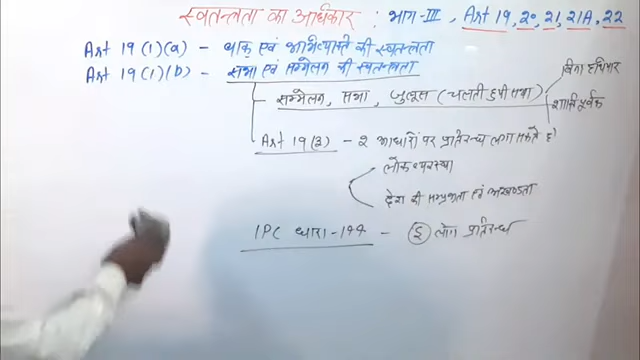 स्वतन्त्रता का अधिकार : भाग-III, Art 19, 20, 21, 21A, 22
Art 19(1)(a) - वाक् एवं अभिव्यक्ति की स्वतन्त्रता
Art 19(1)(b) - सभा एवं सम्मेलन की स्वतन्त्रता
बिना हथियार
सम्मेलन, सभा, जुलूस (चलती हुयी सभा)
शान्तिपूर्वक
Art 19(3) - २ आधारों पर प्रतिबन्ध लगा सकते है
लोक व्यवस्था
देश की सम्प्रभुता एवं अखण्डता
IPC धारा-144 - लोग प्रतिबन्ध